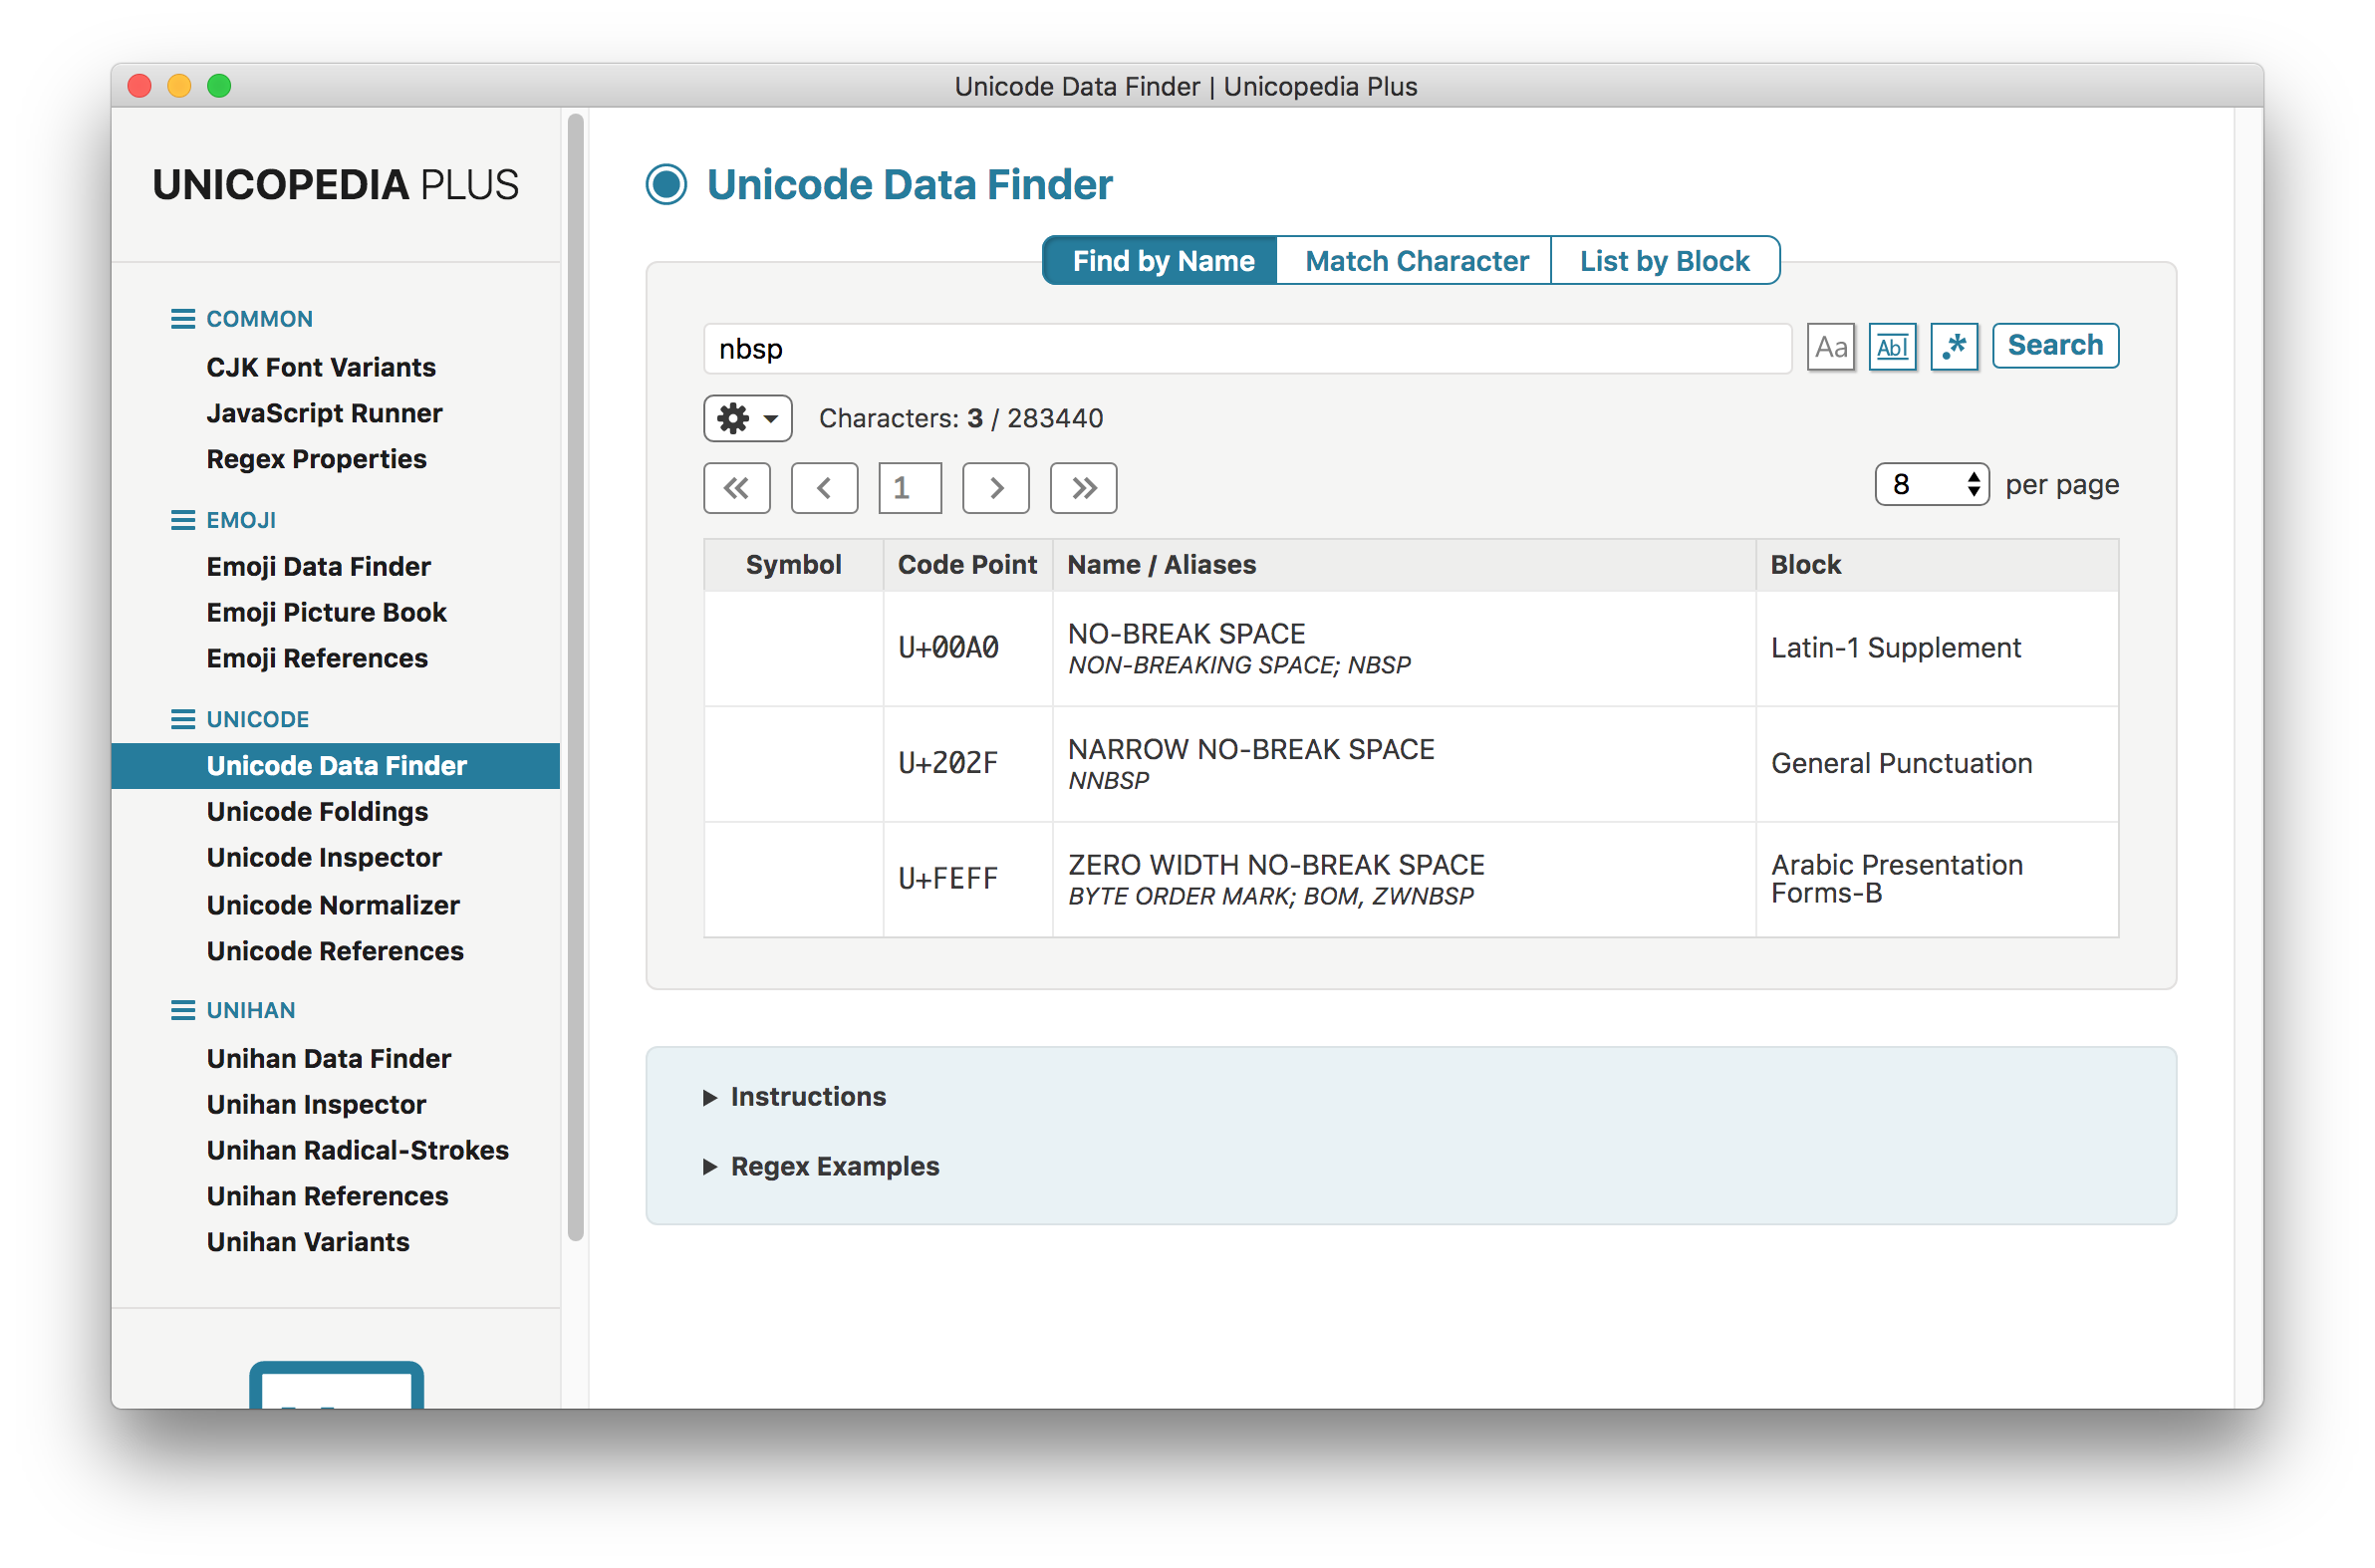 Unicode Data Finder | Unicopedia Plus
UNICOPEDIA PLUS
COMMON
CJK Font Variants
JavaScript Runner
Regex Properties
EMOJI
Emoji Data Finder
Emoji Picture Book
Emoji References
UNICODE
Unicode Data Finder
Unicode Foldings
Unicode Inspector
Unicode Normalizer
Unicode References
UNIHAN
Unihan Data Finder
Unihan Inspector
Unihan Radical-Strokes
Unihan References
Unihan Variants
Unicode Data Finder
Find by Name Match Character List by Block
nbsp Aa Abl .* Search
Characters: 3 / 283440
« ‹ 1 › » 8 per page
Symbol Code Point Name / Aliases Block
U+00A0 NO-BREAK SPACE Latin-1 Supplement
NON-BREAKING SPACE; NBSP
U+202F NARROW NO-BREAK SPACE General Punctuation
NNBSP
U+FEFF ZERO WIDTH NO-BREAK SPACE Arabic Presentation
BYTE ORDER MARK; BOM, ZWNBSP Forms-B
Instructions
Regex Examples